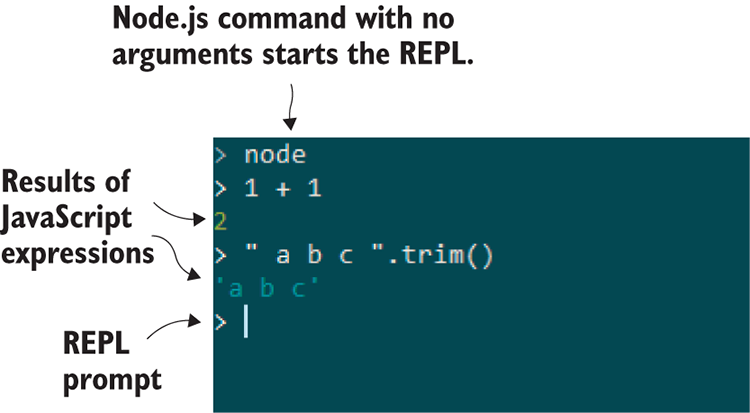 Node.js command with no
arguments starts the REPL.
> node
> 1 + 1
2
> " a b c ".trim()
'a b c'
>
Results of
JavaScript
expressions
REPL
prompt